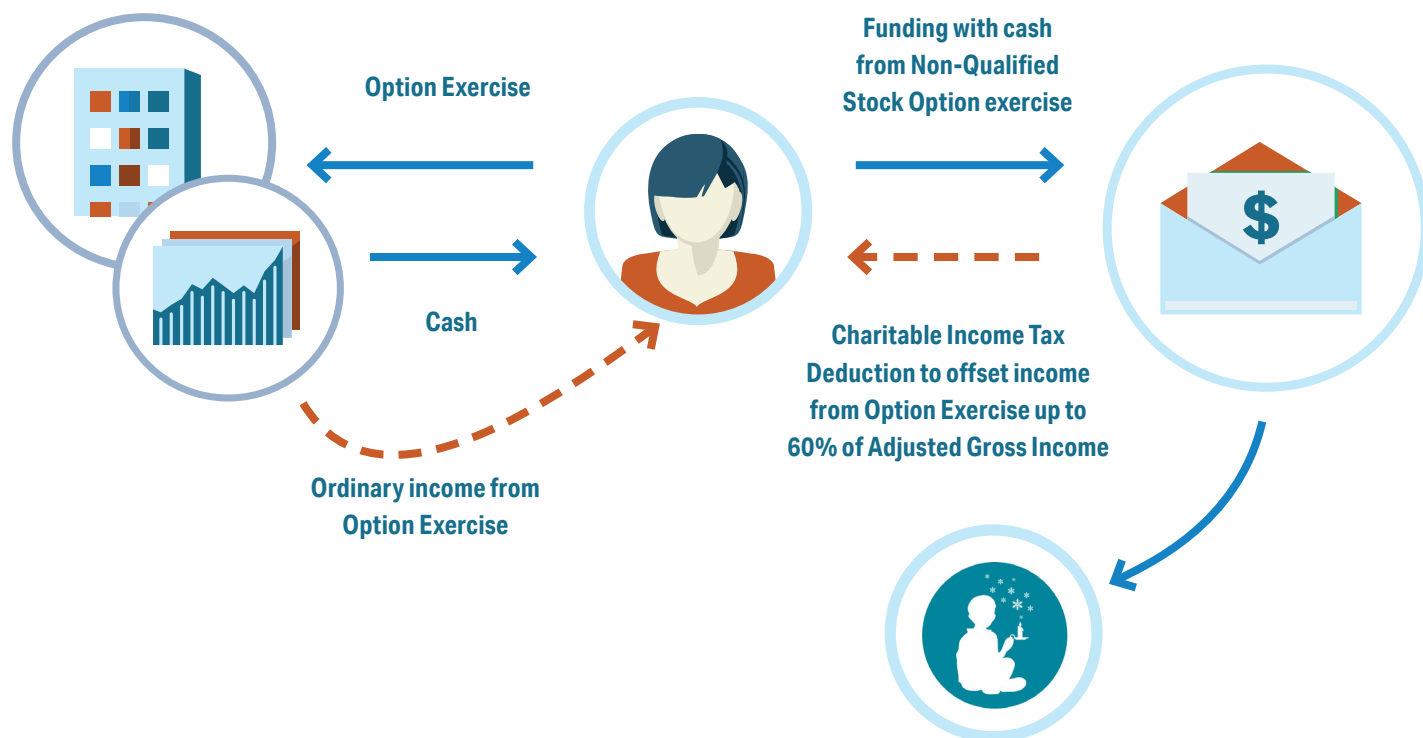 Option Exercise
Cash
Ordinary income from
Option Exercise
Funding with cash
from Non-Qualified
Stock Option exercise
$
Charitable Income Tax
Deduction to offset income
from Option Exercise up to
60% of Adjusted Gross Income